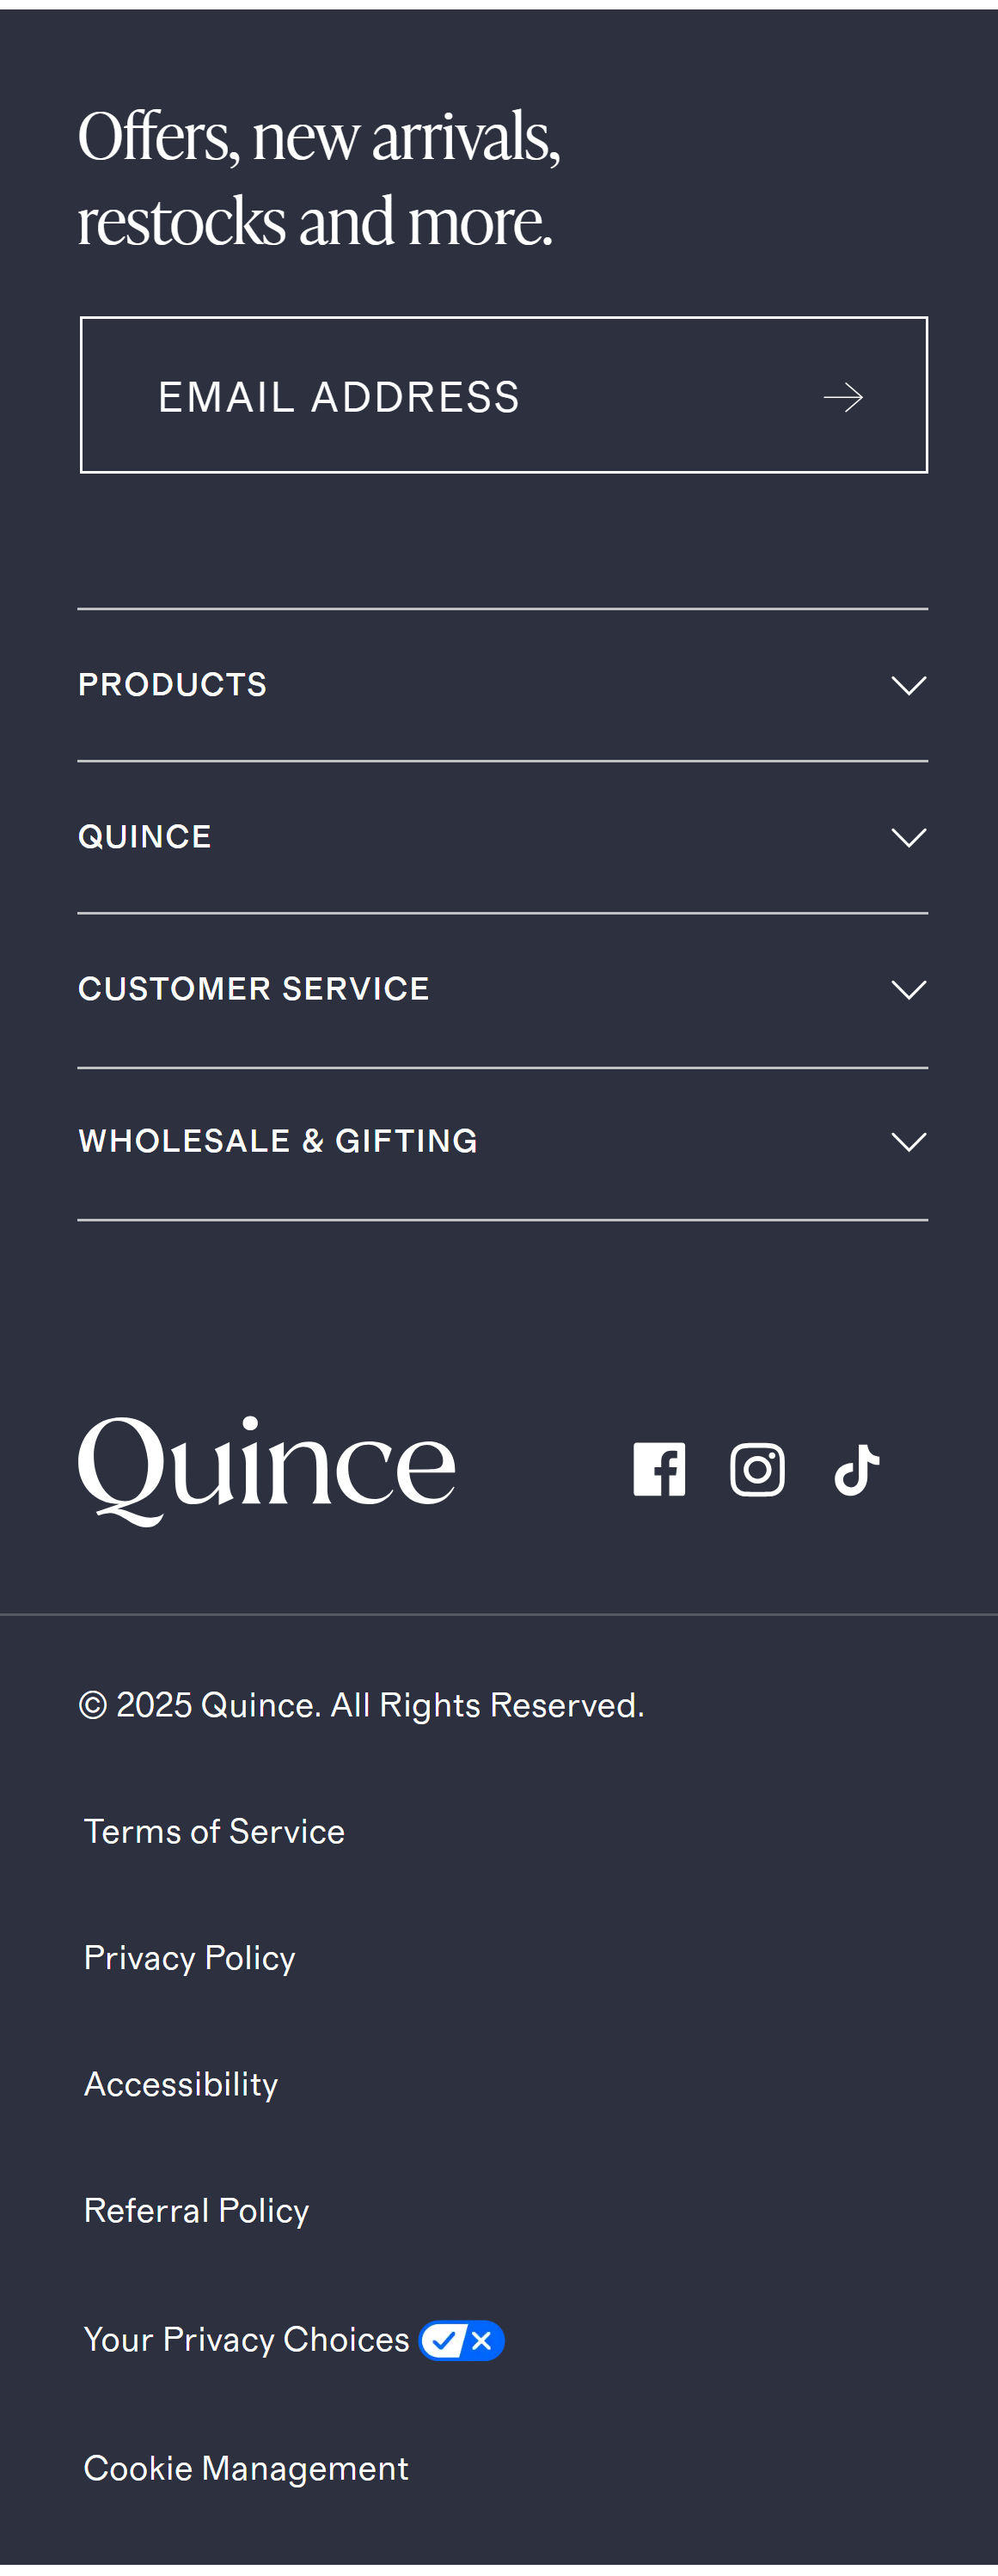 Offers, new arrivals,
restocks and more.
EMAIL ADDRESS
PRODUCTS
QUINCE
CUSTOMER SERVICE
WHOLESALE & GIFTING
Quince
© 2025 Quince. All Rights Reserved.
Terms of Service
Privacy Policy
Accessibility
Referral Policy
Your Privacy Choices
Cookie Management